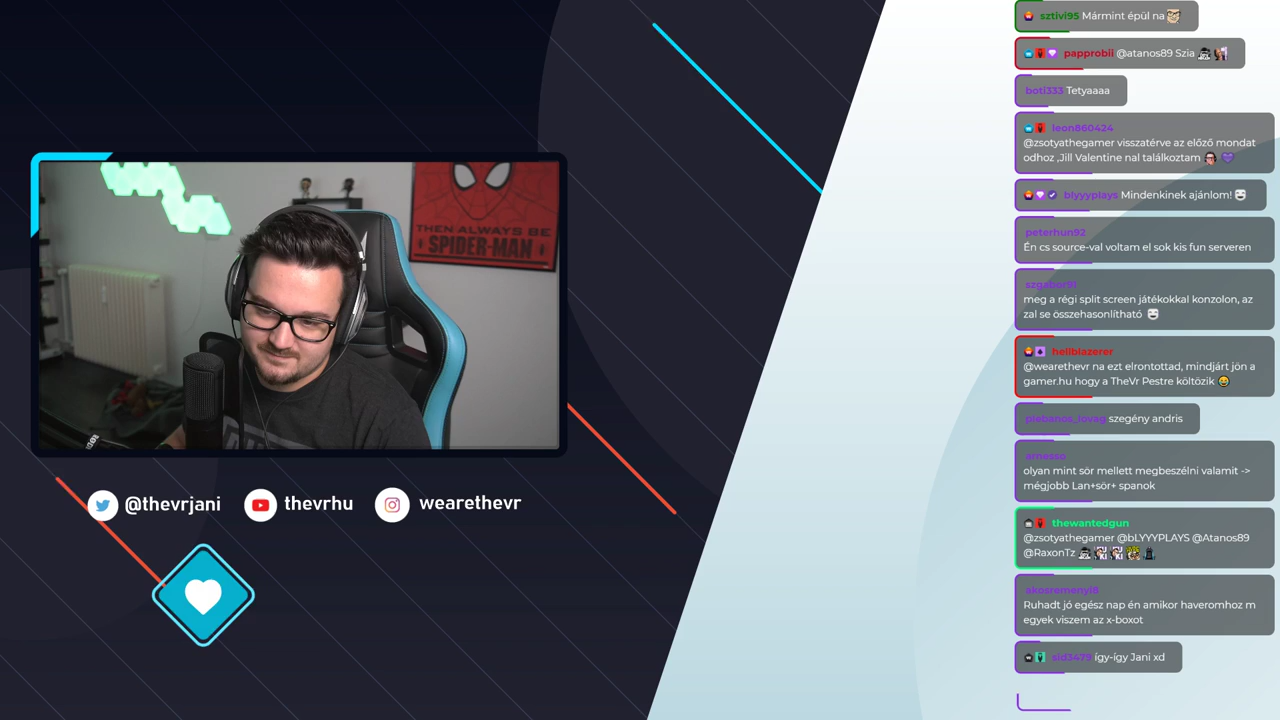 THEN ALWAYS BE
SPIDER-MAN
@thevrjani
thevrhu
wearethevr
sztivi95 Mármint épül na
papprobii @atanos89 Szia
boti333 Tetyaaaa
leon860424
@zsotyathegamer visszatérve az előző mondat
odhoz ,Jill Valentine nal találkoztam
blyyyplays Mindenkinek ajánlom!
peterhun92
Én cs source-val voltam el sok kis fun serveren
szgabor91
meg a régi split screen játékokkal konzolon, az
zal se összehasonlítható
hellblazerer
@wearethevr na ezt elrontottad, mindjárt jön a
gamer.hu hogy a TheVr Pestre költözik
plebanos_lovag szegény andris
arnesso
olyan mint sör mellett megbeszélni valamit ->
mégjobb Lan+sör+ spanok
thewantedgun
@zsotyathegamer @bLYYYPLAYS @Atanos89
@RaxonTz
akosremenyi8
Ruhadt jó egész nap én amikor haveromhoz m
egyek viszem az x-boxot
sid3479 így-így Jani xd